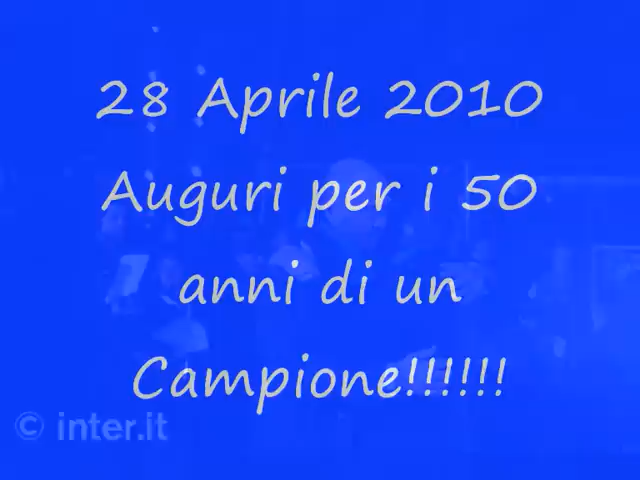 28 Aprile 2010
Auguri per i 50
anni di un
Campione!!!!!!
© inter.it